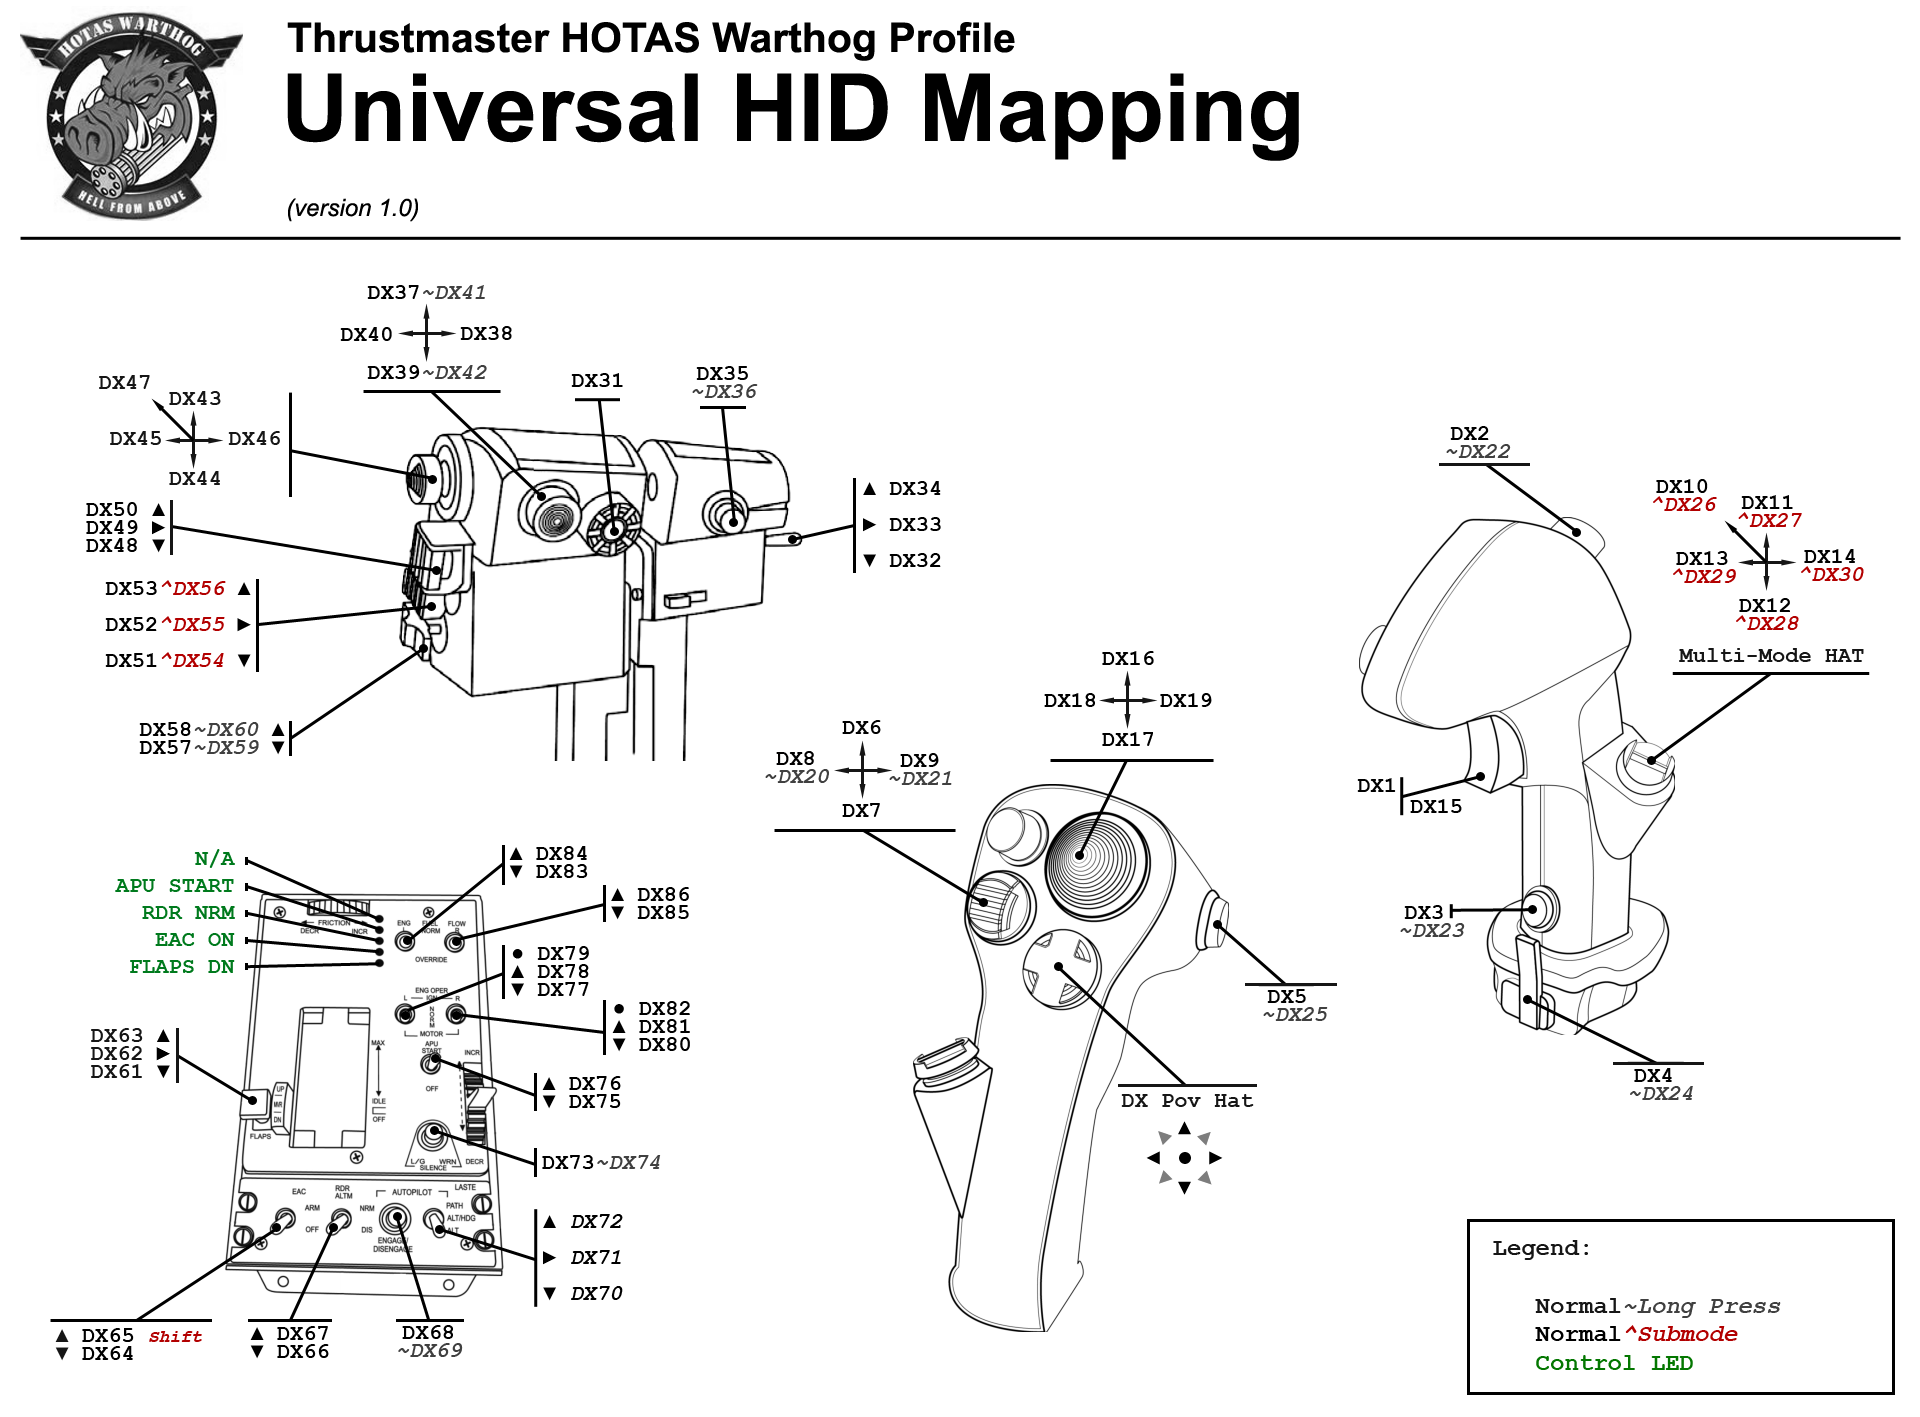 HOTAS WARTHOG
HELL FROM ABOVE
Thrustmaster HOTAS Warthog Profile
Universal HID Mapping
(version 1.0)
DX37~DX41
DX40 DX38
DX39~DX42
DX31
DX35
~DX36
DX47
DX43
DX45 DX46
DX44
DX50 ▲
DX49 ►
DX48 ▼
DX53^DX56 ▲
DX52^DX55 ►
DX51^DX54 ▼
DX58~DX60 ▲
DX57~DX59 ▼
▲ DX34
► DX33
▼ DX32
DX2
~DX22
DX10
^DX26
DX11
^DX27
DX13
^DX29
DX14
^DX30
DX12
^DX28
Multi-Mode HAT
DX1
DX15
DX3
~DX23
DX4
~DX24
DX16
DX18 DX19
DX17
DX6
DX8
~DX20
DX9
~DX21
DX7
DX5
~DX25
DX Pov Hat
N/A
APU START
RDR NRM
EAC ON
FLAPS DN
▲ DX84
▼ DX83
▲ DX86
▼ DX85
● DX79
▲ DX78
▼ DX77
● DX82
▲ DX81
▼ DX80
▲ DX76
▼ DX75
DX73~DX74
▲ DX72
► DX71
▼ DX70
DX63 ▲
DX62 ►
DX61 ▼
FRICTION
DECR INCR
ENG FUEL FLOW
L NORM R
OVERRIDE
ENG OPER
L IGN R
NORM
MOTOR
APU
START
OFF
MAX
IDLE
OFF
INCR
UP
MVR
DN
FLAPS
L/G WRN
SILENCE
DECR
EAC
ARM
OFF
RDR
ALTM
NRM
DIS
AUTOPILOT
LASTE
PATH
ALT/HDG
ALT
ENGAGE/
DISENGAGE
▲ DX65 Shift
▼ DX64
▲ DX67
▼ DX66
DX68
~DX69
Legend:
Normal~Long Press
Normal^Submode
Control LED